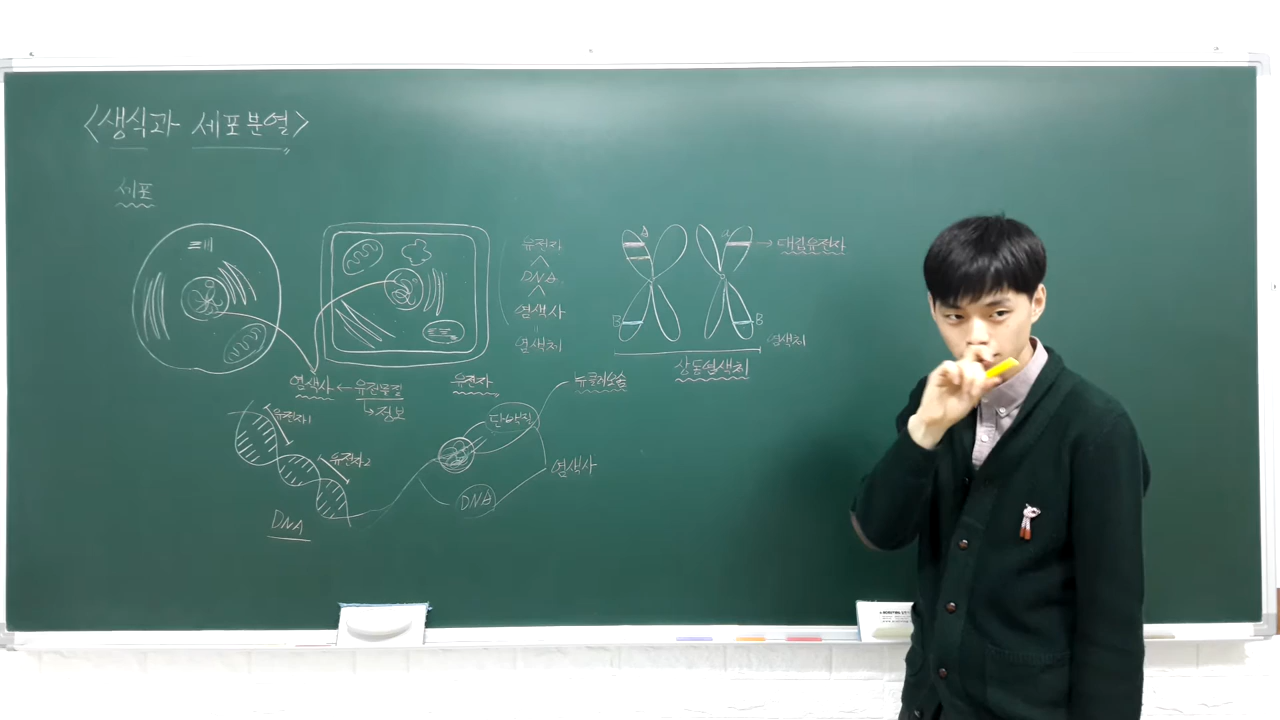 <생식과 세포분열>
세포
유전자
DNA
염색사
염색체
A
a
→ 대립유전자
B
B
염색체
상동염색체
염색사 ← 유전물질
↳ 정보
유전자
뉴클레오솜
유전자1
단백질
유전자2
염색사
DNA
DNA